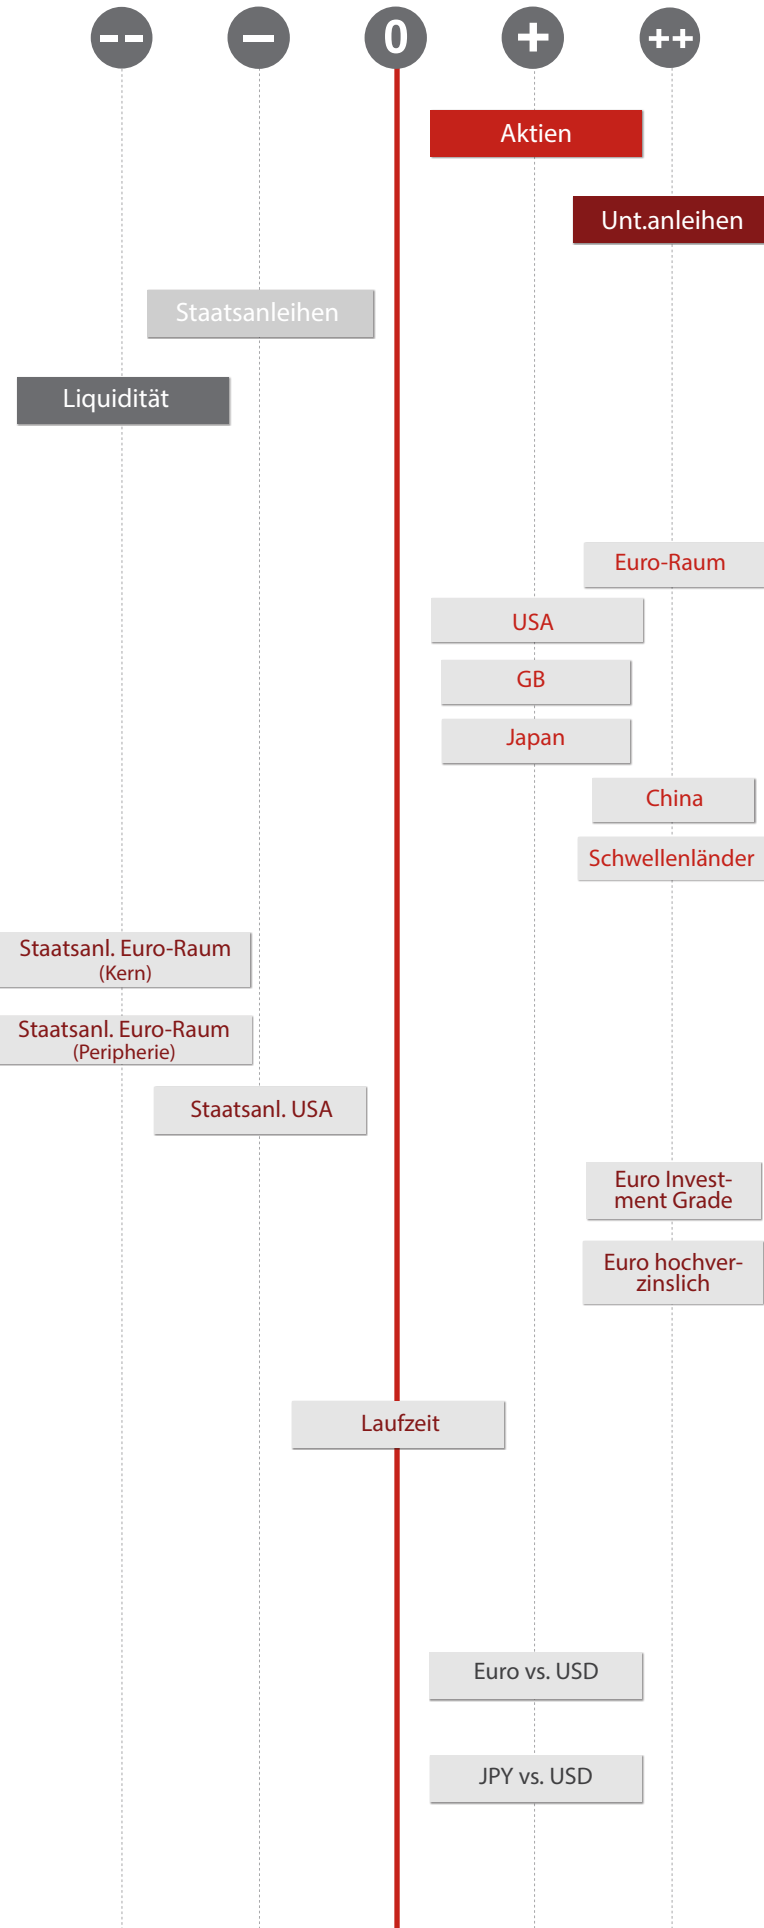 -- − 0 + ++
Aktien
Unt.anleihen
Staatsanleihen
Liquidität
Euro-Raum
USA
GB
Japan
China
Schwellenländer
Staatsanl. Euro-Raum
(Kern)
Staatsanl. Euro-Raum
(Peripherie)
Staatsanl. USA
Euro Invest-
ment Grade
Euro hochver-
zinslich
Laufzeit
Euro vs. USD
JPY vs. USD